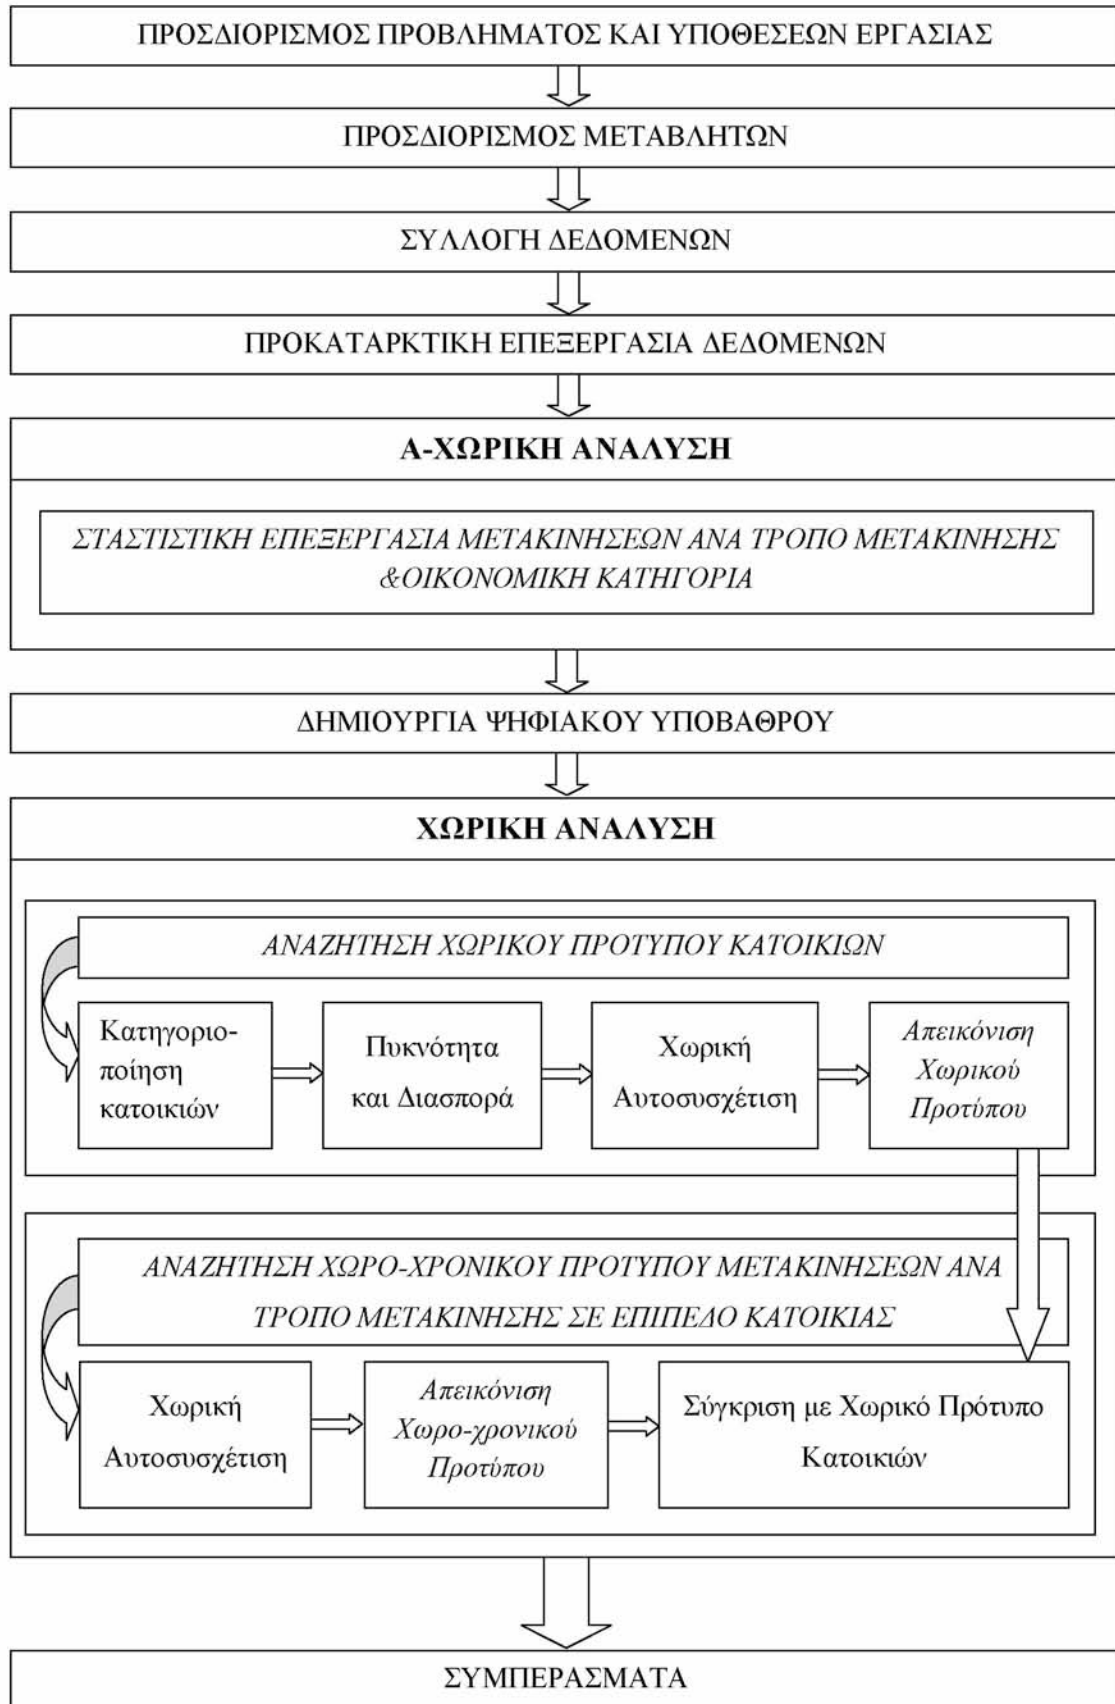 ΠΡΟΣΔΙΟΡΙΣΜΟΣ ΠΡΟΒΛΗΜΑΤΟΣ ΚΑΙ ΥΠΟΘΕΣΕΩΝ ΕΡΓΑΣΙΑΣ
ΠΡΟΣΔΙΟΡΙΣΜΟΣ ΜΕΤΑΒΛΗΤΩΝ
ΣΥΛΛΟΓΗ ΔΕΔΟΜΕΝΩΝ
ΠΡΟΚΑΤΑΡΚΤΙΚΗ ΕΠΕΞΕΡΓΑΣΙΑ ΔΕΔΟΜΕΝΩΝ
Α-ΧΩΡΙΚΗ ΑΝΑΛΥΣΗ
ΣΤΑΣΤΙΣΤΙΚΗ ΕΠΕΞΕΡΓΑΣΙΑ ΜΕΤΑΚΙΝΗΣΕΩΝ ΑΝΑ ΤΡΟΠΟ ΜΕΤΑΚΙΝΗΣΗΣ
&ΟΙΚΟΝΟΜΙΚΗ ΚΑΤΗΓΟΡΙΑ
ΔΗΜΙΟΥΡΓΙΑ ΨΗΦΙΑΚΟΥ ΥΠΟΒΑΘΡΟΥ
ΧΩΡΙΚΗ ΑΝΑΛΥΣΗ
ΑΝΑΖΗΤΗΣΗ ΧΩΡΙΚΟΥ ΠΡΟΤΥΠΟΥ ΚΑΤΟΙΚΙΩΝ
Κατηγοριο-
ποίηση
κατοικιών
Πυκνότητα
και Διασπορά
Χωρική
Αυτοσυσχέτιση
Απεικόνιση
Χωρικού
Προτύπου
ΑΝΑΖΗΤΗΣΗ ΧΩΡΟ-ΧΡΟΝΙΚΟΥ ΠΡΟΤΥΠΟΥ ΜΕΤΑΚΙΝΗΣΕΩΝ ΑΝΑ
ΤΡΟΠΟ ΜΕΤΑΚΙΝΗΣΗΣ ΣΕ ΕΠΙΠΕΔΟ ΚΑΤΟΙΚΙΑΣ
Χωρική
Αυτοσυσχέτιση
Απεικόνιση
Χωρο-χρονικού
Προτύπου
Σύγκριση με Χωρικό Πρότυπο
Κατοικιών
ΣΥΜΠΕΡΑΣΜΑΤΑ